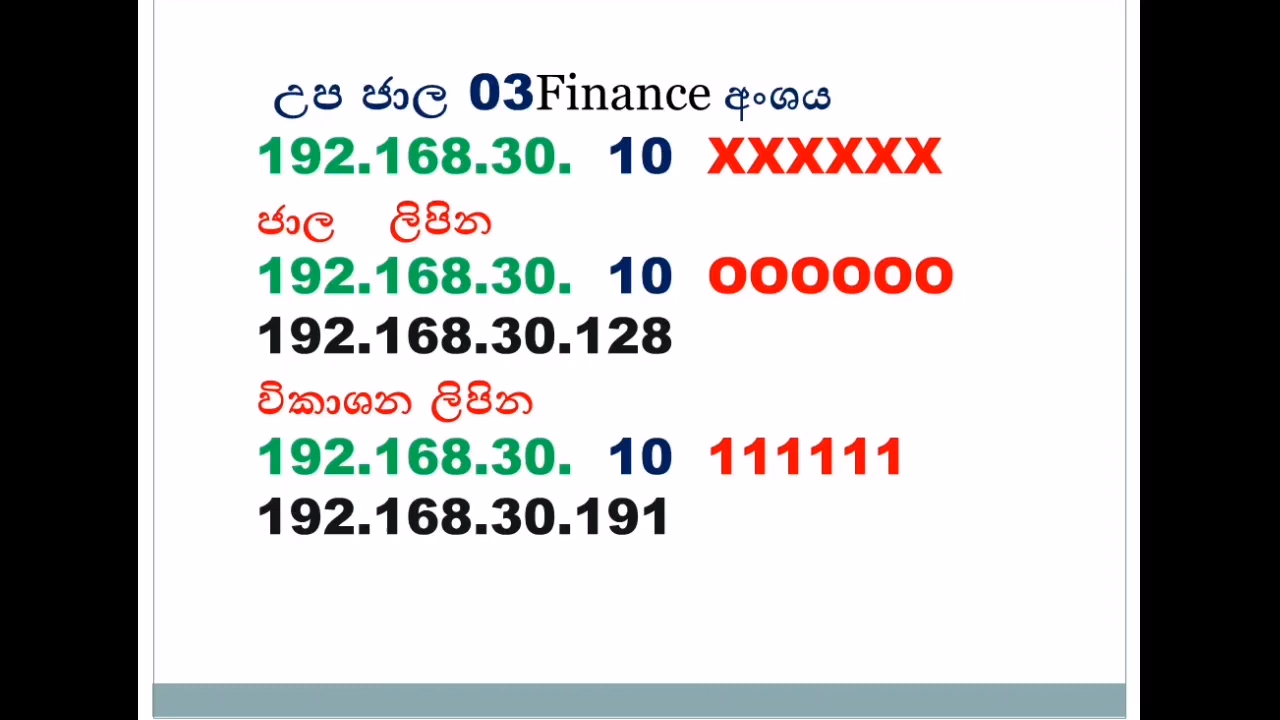 උප ජාල 03Finance අංශය
192.168.30. 10 XXXXXX
ජාල ලිපින
192.168.30. 10 OOOOOO
192.168.30.128
විකාශන ලිපින
192.168.30. 10 111111
192.168.30.191